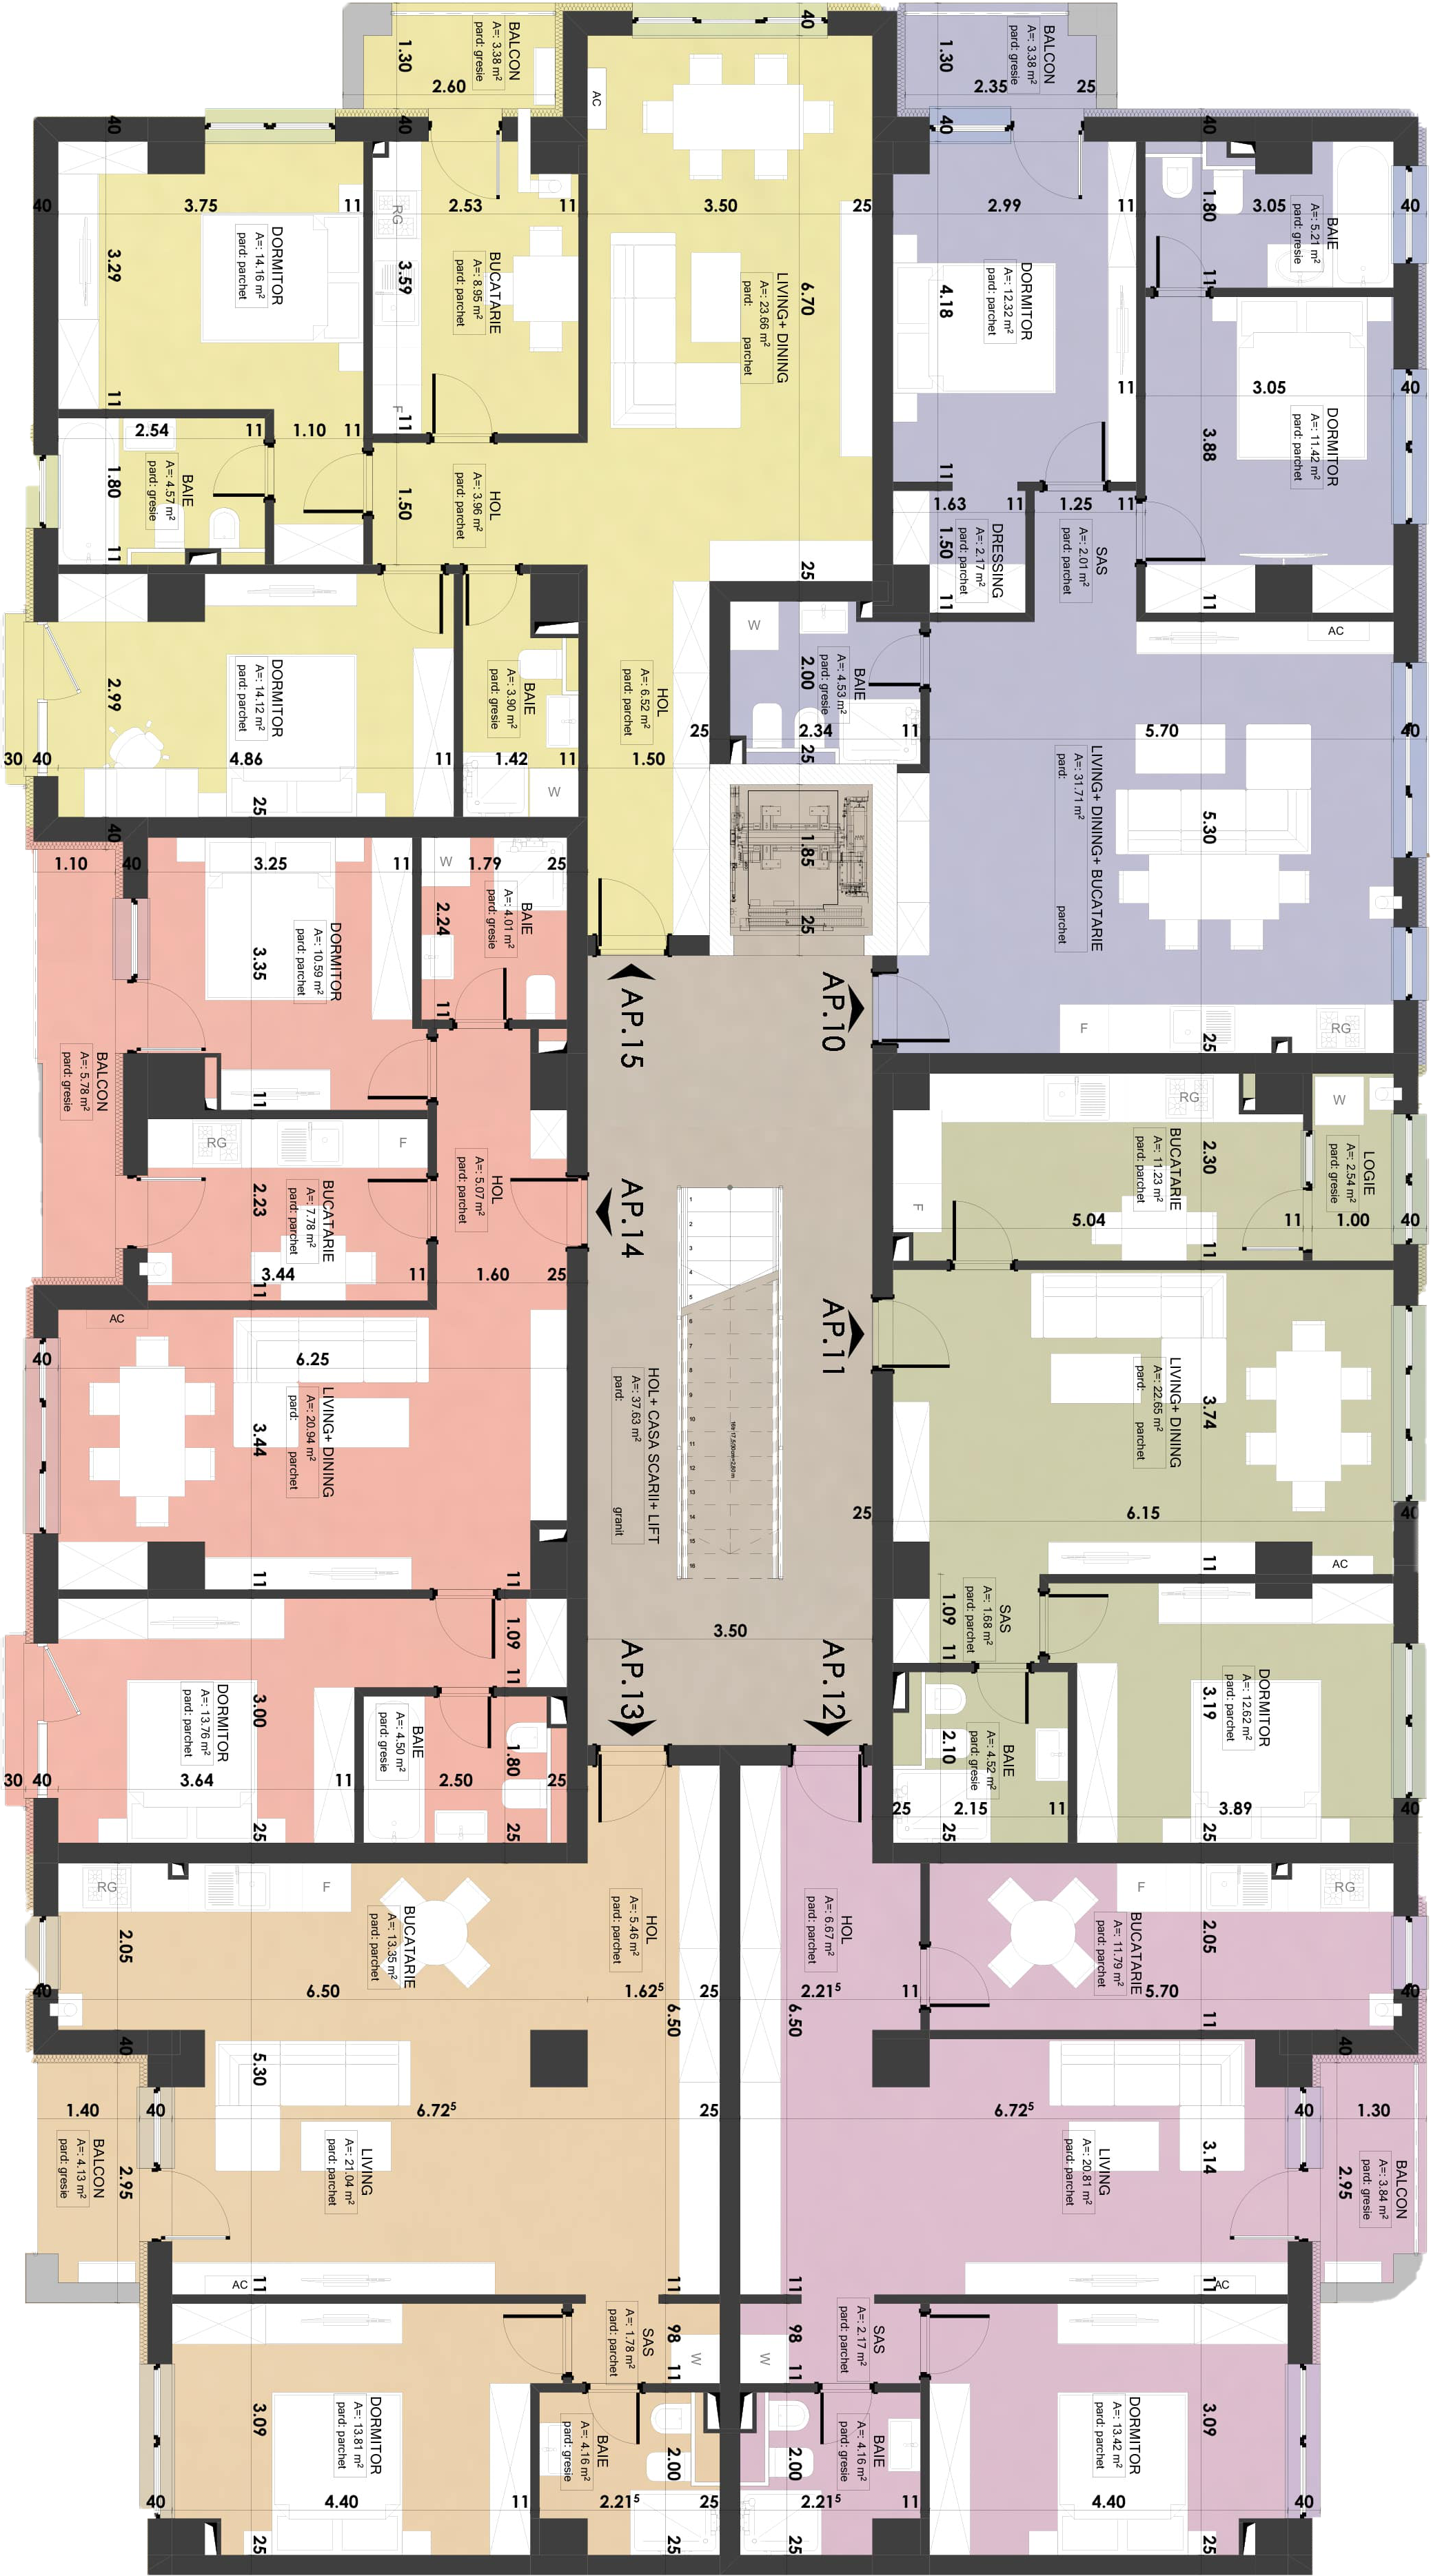 BALCON
A=: 3.38 m²
pard: gresie
1.30
2.60
40
AC
BALCON
A=: 3.38 m²
pard: gresie
1.30
2.35
25
40
40
40
40
DORMITOR
A=: 14.16 m²
pard: parchet
40
3.75
11
3.29
11
BUCATARIE
A=: 8.95 m²
pard: parchet
RG
2.53
11
3.59
F
11
LIVING+ DINING
A=: 23.66 m²
pard: parchet
3.50
25
6.70
25
DORMITOR
A=: 12.32 m²
pard: parchet
2.99
11
4.18
11
11
BAIE
A=: 5.21 m²
pard: gresie
1.80
3.05
40
11
DORMITOR
A=: 11.42 m²
pard: parchet
3.05
40
3.88
11
BAIE
A=: 4.57 m²
pard: gresie
2.54
11
1.10
11
1.80
11
HOL
A=: 3.96 m²
pard: parchet
1.50
DRESSING
A=: 2.17 m²
pard: parchet
1.63
11
1.50
11
SAS
A=: 2.01 m²
pard: parchet
1.25
11
DORMITOR
A=: 14.12 m²
pard: parchet
2.99
30
40
4.86
11
25
BAIE
A=: 3.90 m²
pard: gresie
1.42
11
W
HOL
A=: 6.52 m²
pard: parchet
1.50
25
BAIE
A=: 4.53 m²
pard: gresie
W
2.00
2.34
11
25
LIVING+ DINING+ BUCATARIE
A=: 31.71 m²
pard: parchet
AC
5.70
40
5.30
F
RG
25
1.85
25
AP.15
AP.10
40
1.10
40
3.25
11
DORMITOR
A=: 10.59 m²
pard: parchet
3.35
11
W
1.79
25
BAIE
A=: 4.01 m²
pard: gresie
2.24
11
BALCON
A=: 5.78 m²
pard: gresie
RG
F
BUCATARIE
A=: 7.78 m²
pard: parchet
2.23
3.44
11
11
HOL
A=: 5.07 m²
pard: parchet
1.60
25
AP.14
AP.11
BUCATARIE
A=: 11.23 m²
pard: parchet
RG
F
2.30
5.04
11
11
LOGIE
A=: 2.54 m²
pard: gresie
W
1.00
40
LIVING+ DINING
A=: 20.94 m²
pard: parchet
AC
40
6.25
3.44
11
11
HOL+ CASA SCARII+ LIFT
A=: 37.63 m²
pard: granit
1
2
3
4
5
6
7
8
9
10
11
12
13
14
15
16
3.50
LIVING+ DINING
A=: 22.65 m²
pard: parchet
3.74
25
6.15
40
11
AC
DORMITOR
A=: 13.76 m²
pard: parchet
3.00
30
40
3.64
11
25
1.09
11
BAIE
A=: 4.50 m²
pard: gresie
2.50
1.80
25
25
AP.13
AP.12
SAS
A=: 1.68 m²
pard: parchet
1.09
11
BAIE
A=: 4.52 m²
pard: gresie
2.10
25
2.15
11
25
DORMITOR
A=: 12.62 m²
pard: parchet
3.19
3.89
40
25
RG
F
BUCATARIE
A=: 13.35 m²
pard: parchet
2.05
40
6.50
HOL
A=: 5.46 m²
pard: parchet
1.62⁵
6.50
25
HOL
A=: 6.67 m²
pard: parchet
2.21⁵
6.50
11
BUCATARIE
A=: 11.79 m²
pard: parchet
F
RG
2.05
5.70
40
11
40
40
BALCON
A=: 4.13 m²
pard: gresie
1.40
40
2.95
LIVING
A=: 21.04 m²
pard: parchet
5.30
6.72⁵
25
AC
11
11
LIVING
A=: 20.81 m²
pard: parchet
6.72⁵
3.14
40
AC
11
11
BALCON
A=: 3.84 m²
pard: gresie
1.30
2.95
SAS
A=: 1.78 m²
pard: parchet
98
11
W
SAS
A=: 2.17 m²
pard: parchet
98
11
W
DORMITOR
A=: 13.81 m²
pard: parchet
3.09
40
4.40
11
25
BAIE
A=: 4.16 m²
pard: gresie
2.00
2.21⁵
25
25
BAIE
A=: 4.16 m²
pard: gresie
2.00
2.21⁵
11
25
DORMITOR
A=: 13.42 m²
pard: parchet
3.09
4.40
40
25